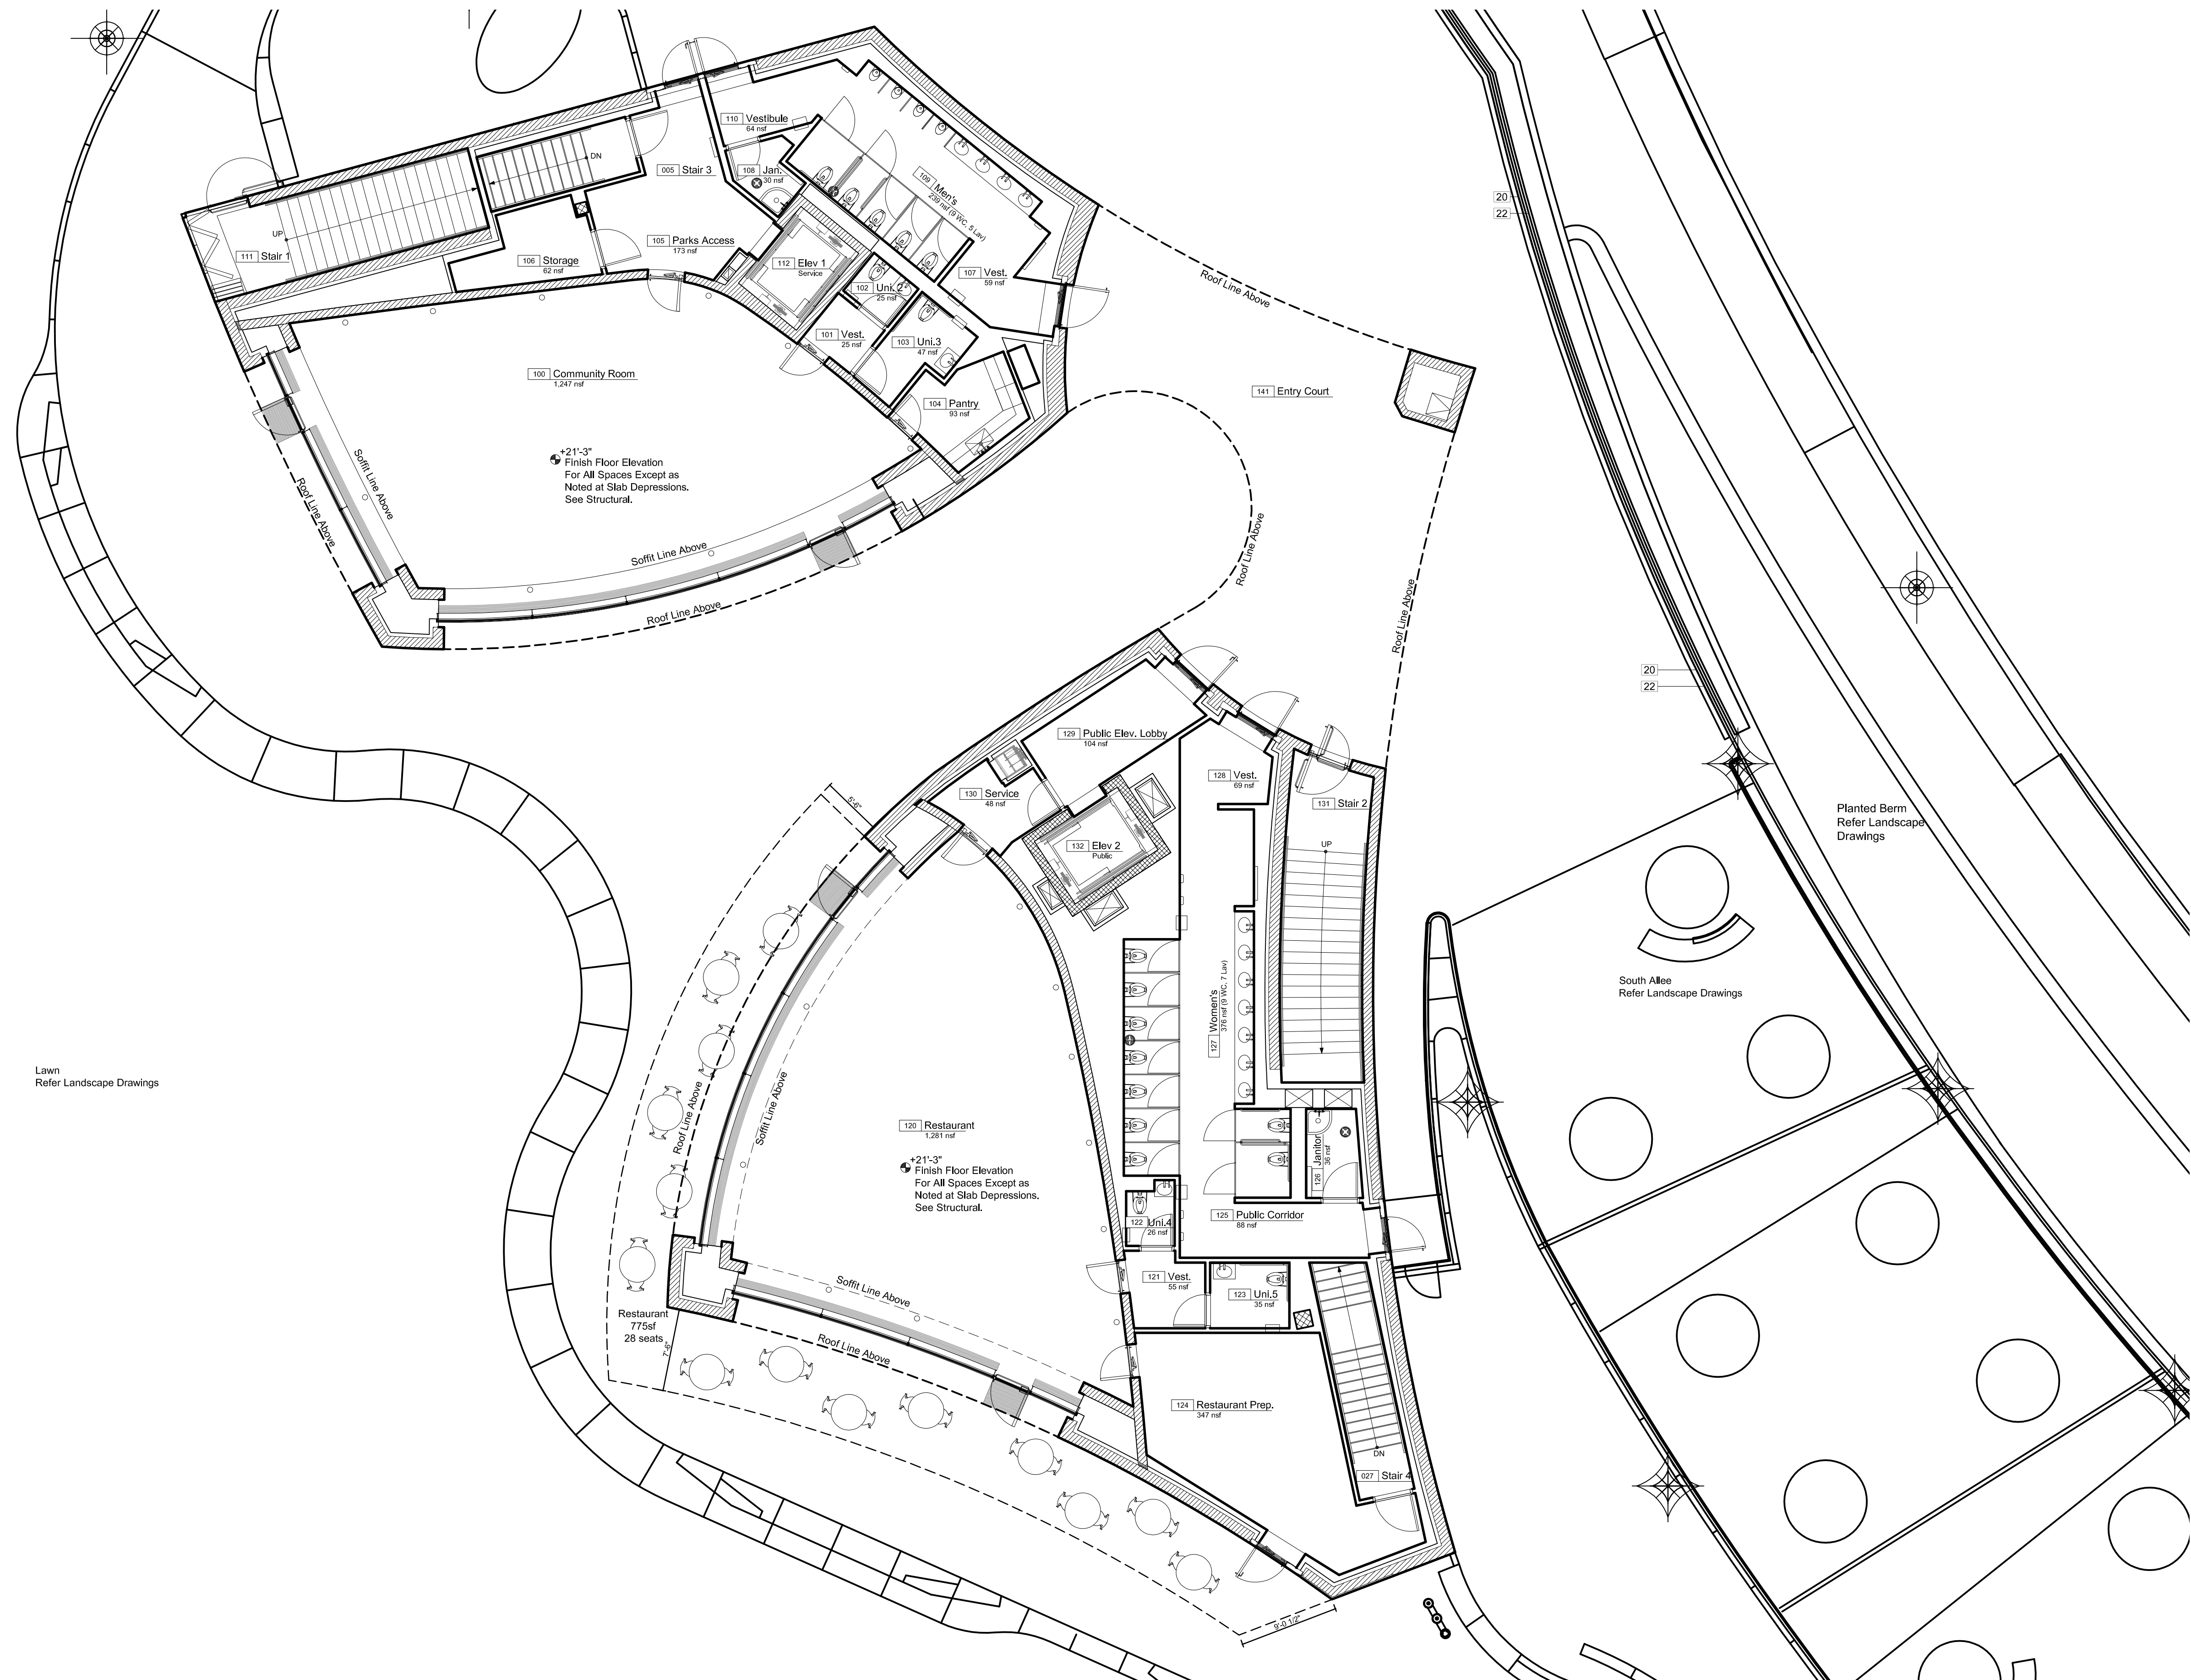 110 Vestibule
64 nsf
DN
005 Stair 3
108 Jan.
30 nsf
109 Men's
239 nsf (9 WC, 5 Lav)
UP
111 Stair 1
105 Parks Access
173 nsf
106 Storage
62 nsf
112 Elev 1
Service
102 Uni.2
25 nsf
107 Vest.
59 nsf
101 Vest.
25 nsf
103 Uni.3
47 nsf
104 Pantry
93 nsf
100 Community Room
1,247 nsf
+21'-3"
Finish Floor Elevation
For All Spaces Except as
Noted at Slab Depressions.
See Structural.
Soffit Line Above
Roof Line Above
Soffit Line Above
Roof Line Above
Roof Line Above
141 Entry Court
Roof Line Above
Roof Line Above
20
22
20
22
129 Public Elev. Lobby
104 nsf
130 Service
48 nsf
128 Vest.
69 nsf
131 Stair 2
UP
132 Elev 2
Public
5'-6"
Planted Berm
Refer Landscape
Drawings
South Allee
Refer Landscape Drawings
Lawn
Refer Landscape Drawings
127 Women's
376 nsf (9 WC, 7 Lav)
Roof Line Above
Soffit Line Above
120 Restaurant
1,281 nsf
+21'-3"
Finish Floor Elevation
For All Spaces Except as
Noted at Slab Depressions.
See Structural.
126 Janitor
36 nsf
122 Uni.4
26 nsf
125 Public Corridor
88 nsf
121 Vest.
55 nsf
123 Uni.5
35 nsf
Soffit Line Above
Roof Line Above
Restaurant
775sf
28 seats
7'-6"
124 Restaurant Prep.
347 nsf
DN
027 Stair 4
9'-0 1/2"